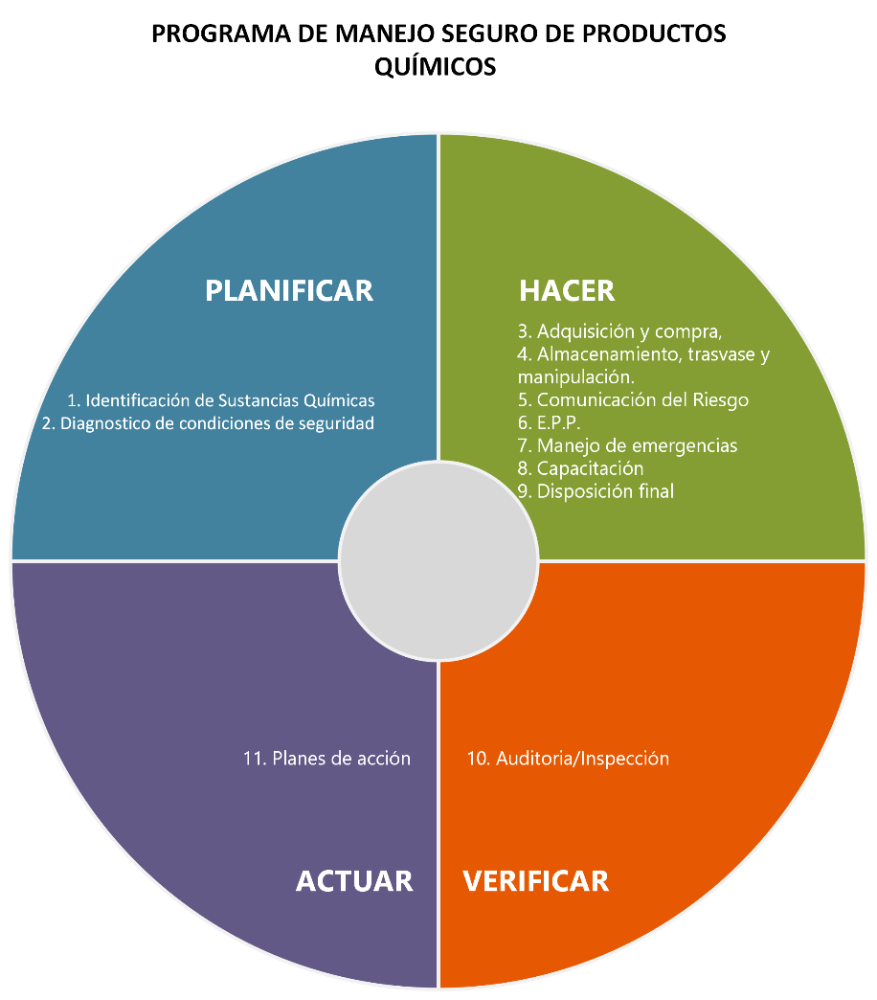 PROGRAMA DE MANEJO SEGURO DE PRODUCTOS
QUÍMICOS
PLANIFICAR
1. Identificación de Sustancias Químicas
2. Diagnostico de condiciones de seguridad
HACER
3. Adquisición y compra,
4. Almacenamiento, trasvase y
manipulación.
5. Comunicación del Riesgo
6. E.P.P.
7. Manejo de emergencias
8. Capacitación
9. Disposición final
11. Planes de acción
ACTUAR
10. Auditoria/Inspección
VERIFICAR